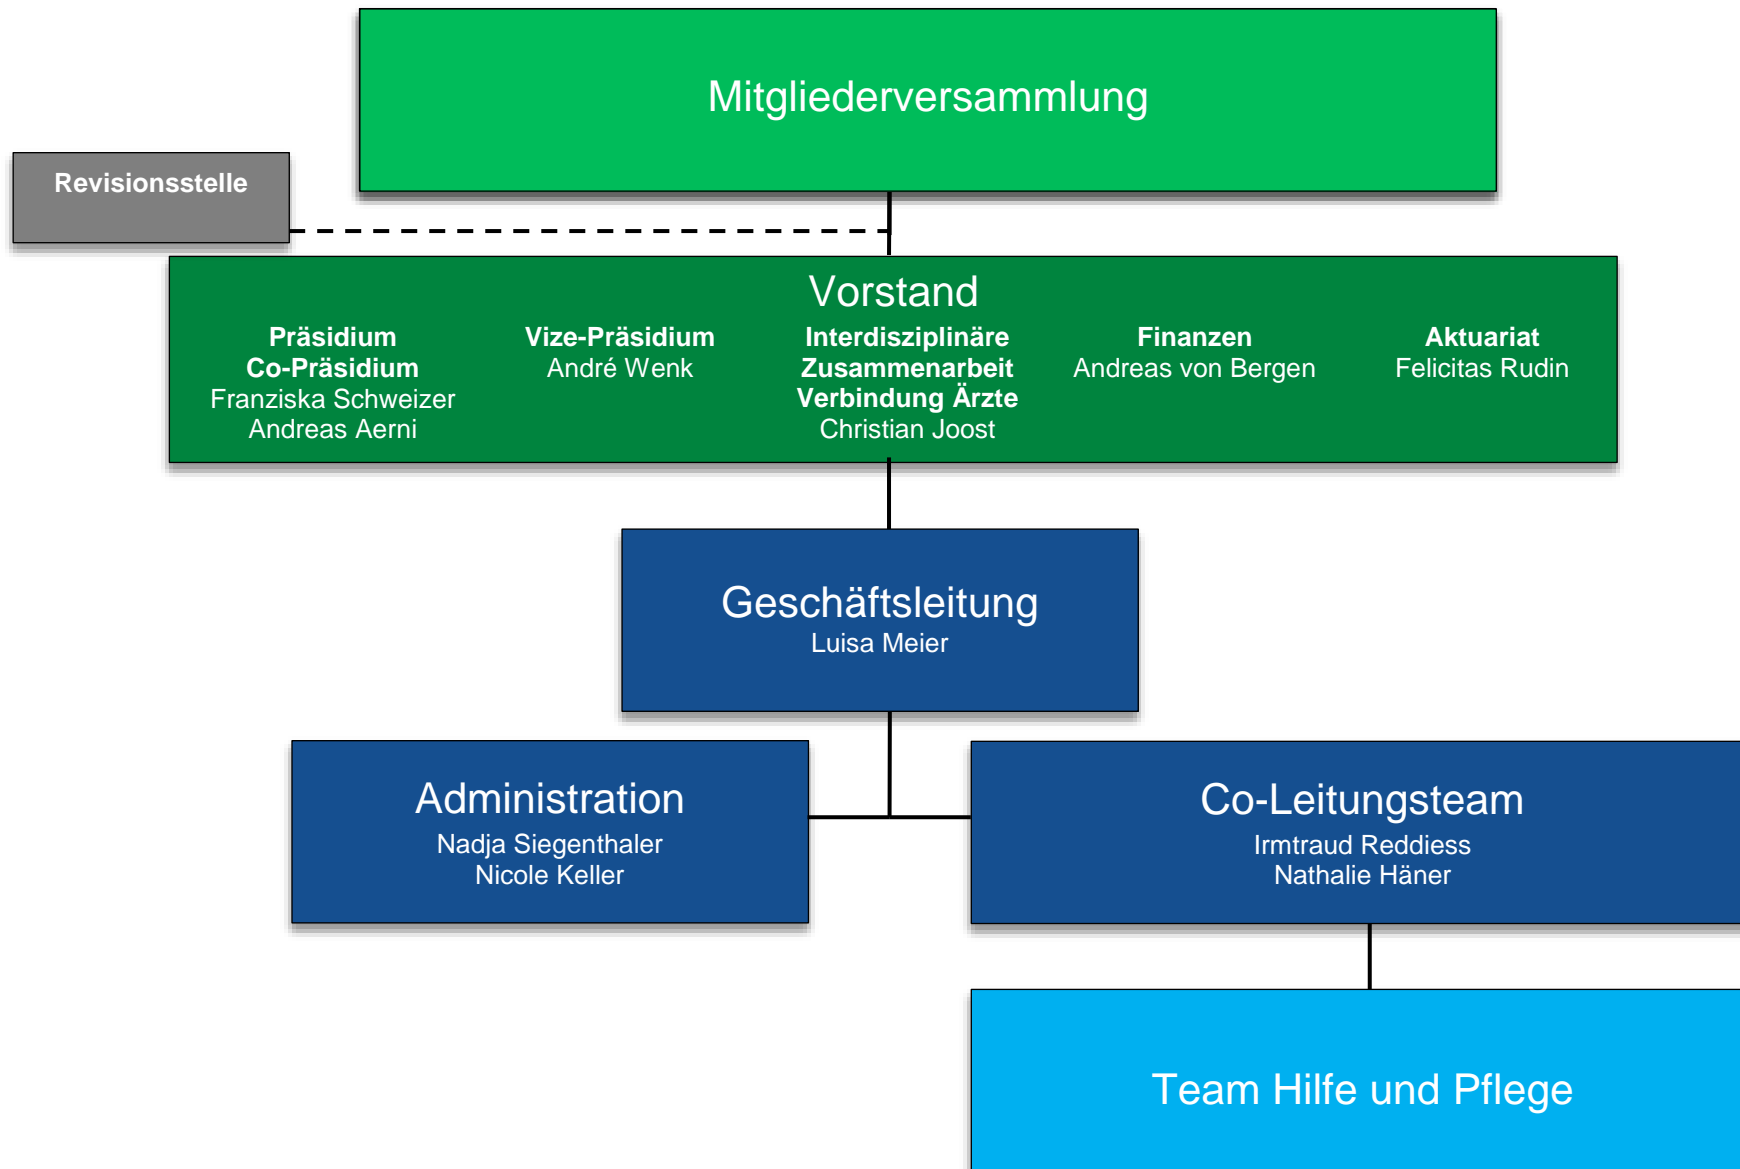 Mitgliederversammlung
Revisionsstelle
Vorstand
Präsidium
Co-Präsidium
Franziska Schweizer
Andreas Aerni
Vize-Präsidium
André Wenk
Interdisziplinäre
Zusammenarbeit
Verbindung Ärzte
Christian Joost
Finanzen
Andreas von Bergen
Aktuariat
Felicitas Rudin
Geschäftsleitung
Luisa Meier
Administration
Nadja Siegenthaler
Nicole Keller
Co-Leitungsteam
Irmtraud Reddiess
Nathalie Häner
Team Hilfe und Pflege